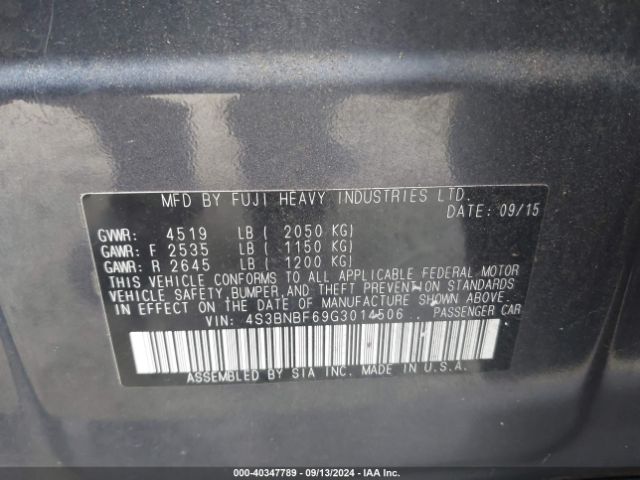 MFD BY FUJI HEAVY INDUSTRIES LTD.
DATE: 09/15
GVWR: 4519 LB ( 2050 KG)
GAWR: F 2535 LB ( 1150 KG)
GAWR: R 2645 LB ( 1200 KG)
THIS VEHICLE CONFORMS TO ALL APPLICABLE FEDERAL MOTOR
VEHICLE SAFETY, BUMPER, AND THEFT PREVENTION STANDARDS
IN EFFECT ON THE DATE OF MANUFACTURE SHOWN ABOVE.
VIN: 4S3BNBF69G3014506 PASSENGER CAR
ASSEMBLED BY SIA INC. MADE IN U.S.A.
000-40347789 - 09/13/2024 - IAAI.COM